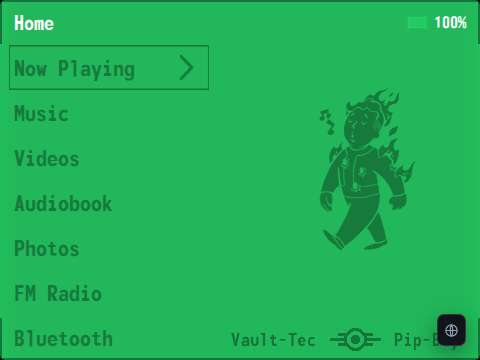 Home
100%
Now Playing
Music
Videos
Audiobook
Photos
FM Radio
Bluetooth
Vault-Tec